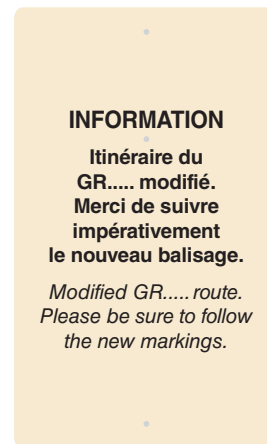 INFORMATION
Itinéraire du
GR..... modifié.
Merci de suivre
impérativement
le nouveau balisage.
Modified GR..... route.
Please be sure to follow
the new markings.